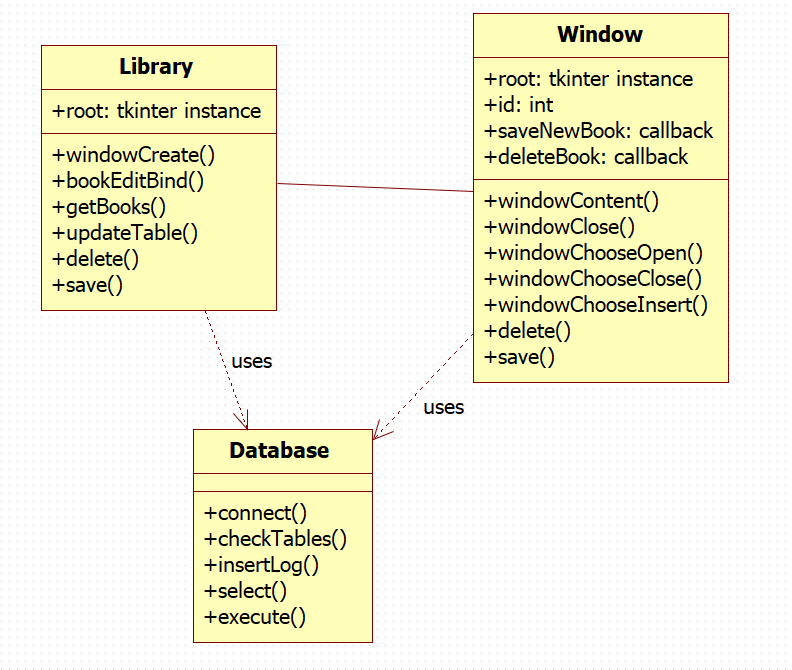 Library
+root: tkinter instance
+windowCreate()
+bookEditBind()
+getBooks()
+updateTable()
+delete()
+save()
Window
+root: tkinter instance
+id: int
+saveNewBook: callback
+deleteBook: callback
+windowContent()
+windowClose()
+windowChooseOpen()
+windowChooseClose()
+windowChooseInsert()
+delete()
+save()
uses
uses
Database
+connect()
+checkTables()
+insertLog()
+select()
+execute()